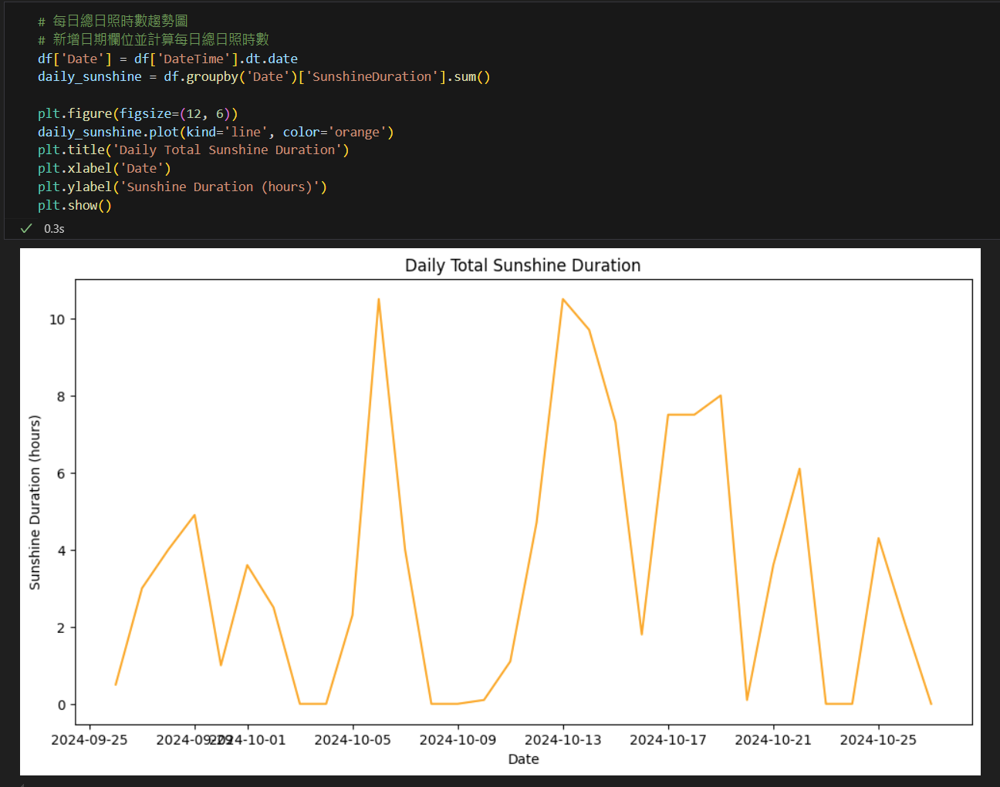 # 每日總日照時數趨勢圖
# 新增日期欄位並計算每日總日照時數
df['Date'] = df['DateTime'].dt.date
daily_sunshine = df.groupby('Date')['SunshineDuration'].sum()
plt.figure(figsize=(12, 6))
daily_sunshine.plot(kind='line', color='orange')
plt.title('Daily Total Sunshine Duration')
plt.xlabel('Date')
plt.ylabel('Sunshine Duration (hours)')
plt.show()
0.3s
Daily Total Sunshine Duration
Sunshine Duration (hours)
10
8
6
4
2
0
2024-09-25 2024-09-29 2024-10-01 2024-10-05 2024-10-09 2024-10-13 2024-10-17 2024-10-21 2024-10-25
Date